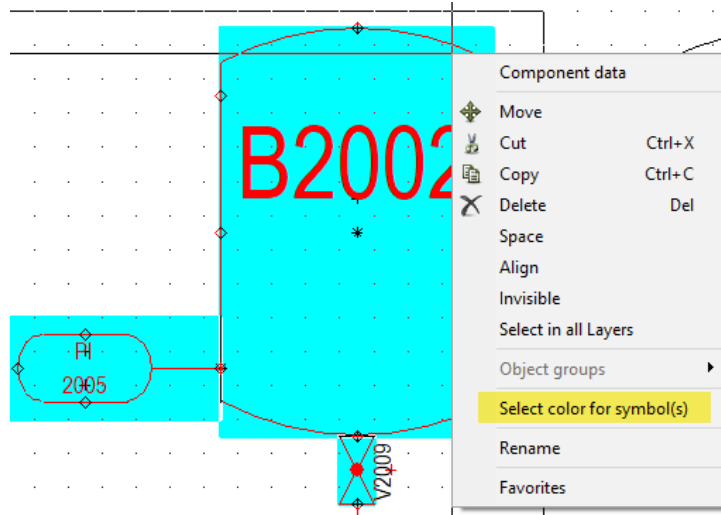 B2002
Component data
Move
Cut Ctrl+X
Copy Ctrl+C
Delete Del
Space
Align
Invisible
Select in all Layers
Object groups
Select color for symbol(s)
Rename
Favorites
PI
2005
V2009